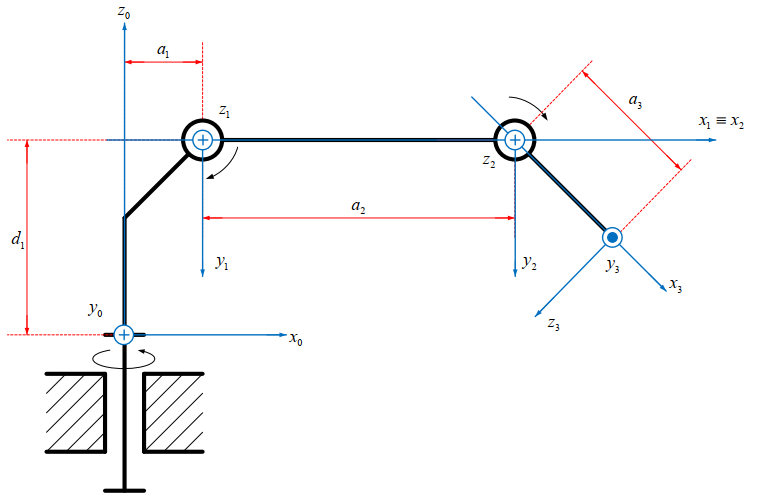 z₀
a₁
z₁
a₃
x₁ ≡ x₂
z₂
a₂
d₁
y₁
y₂
y₃
x₃
y₀
z₃
x₀